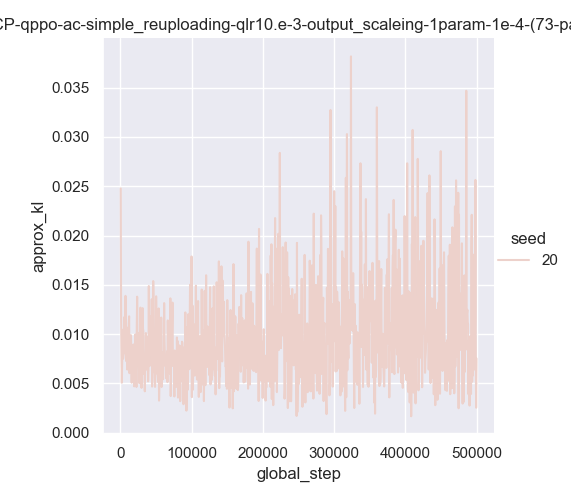 CP-qppo-ac-simple_reuploading-qlr10.e-3-output_scaleing-1param-1e-4-(73-pa
0.035
0.030
0.025
0.020
0.015
0.010
0.005
0.000
approx_kl
0 100000 200000 300000 400000 500000
global_step
seed
20